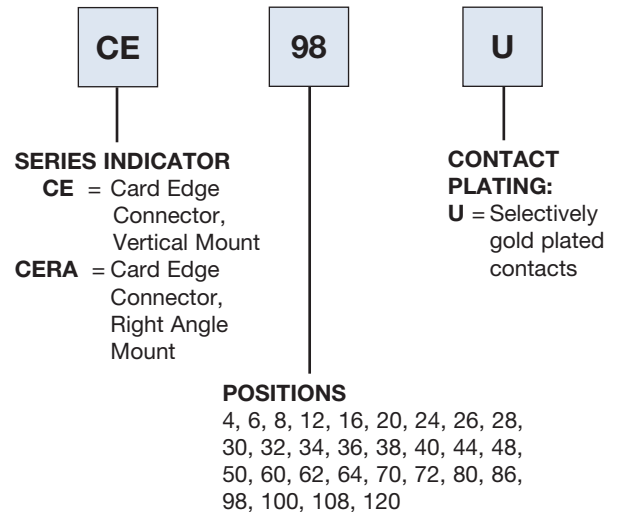 CE
98
U
SERIES INDICATOR
CE = Card Edge
Connector,
Vertical Mount
CERA = Card Edge
Connector,
Right Angle
Mount
CONTACT
PLATING:
U = Selectively
gold plated
contacts
POSITIONS
4, 6, 8, 12, 16, 20, 24, 26, 28,
30, 32, 34, 36, 38, 40, 44, 48,
50, 60, 62, 64, 70, 72, 80, 86,
98, 100, 108, 120